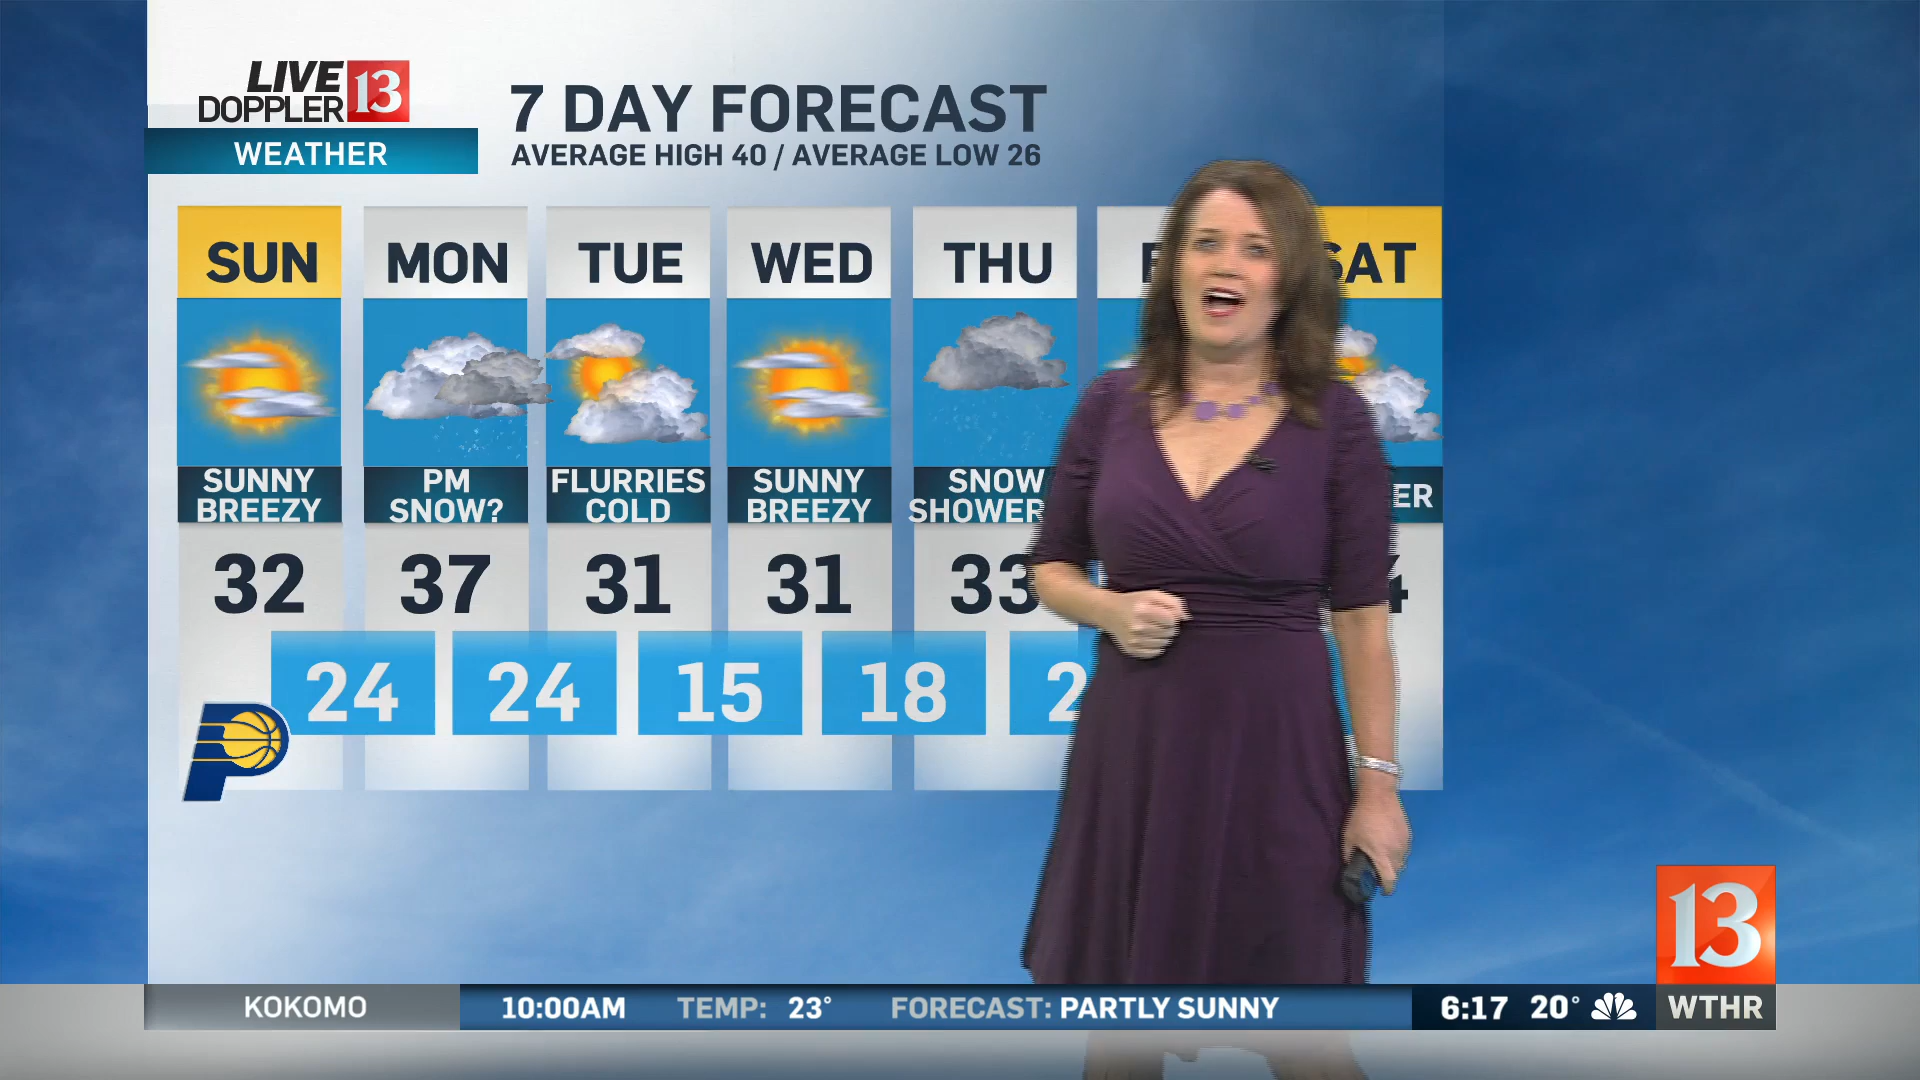 LIVE
DOPPLER 13
WEATHER
7 DAY FORECAST
AVERAGE HIGH 40 / AVERAGE LOW 26
SUN MON TUE WED THU SAT
SUNNY BREEZY
PM SNOW?
FLURRIES COLD
SUNNY BREEZY
SNOW
32 37 31 31 33
24 24 15 18
13
KOKOMO 10:00AM TEMP: 23° FORECAST: PARTLY SUNNY 6:17 20° WTHR